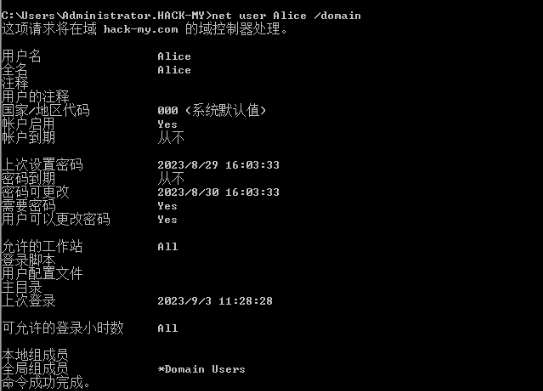 C:\Users\Administrator.HACK-MY>net user Alice /domain
这项请求将在域 hack-my.com 的域控制器处理。
用户名 Alice
全名 Alice
注释
用户的注释
国家/地区代码 000 (系统默认值)
帐户启用 Yes
帐户到期 从不
上次设置密码 2023/8/29 16:03:33
密码到期 从不
密码可更改 2023/8/30 16:03:33
需要密码 Yes
用户可以更改密码 Yes
允许的工作站 All
登录脚本
用户配置文件
主目录
上次登录 2023/9/3 11:28:28
可允许的登录小时数 All
本地组成员
全局组成员 *Domain Users
命令成功完成。